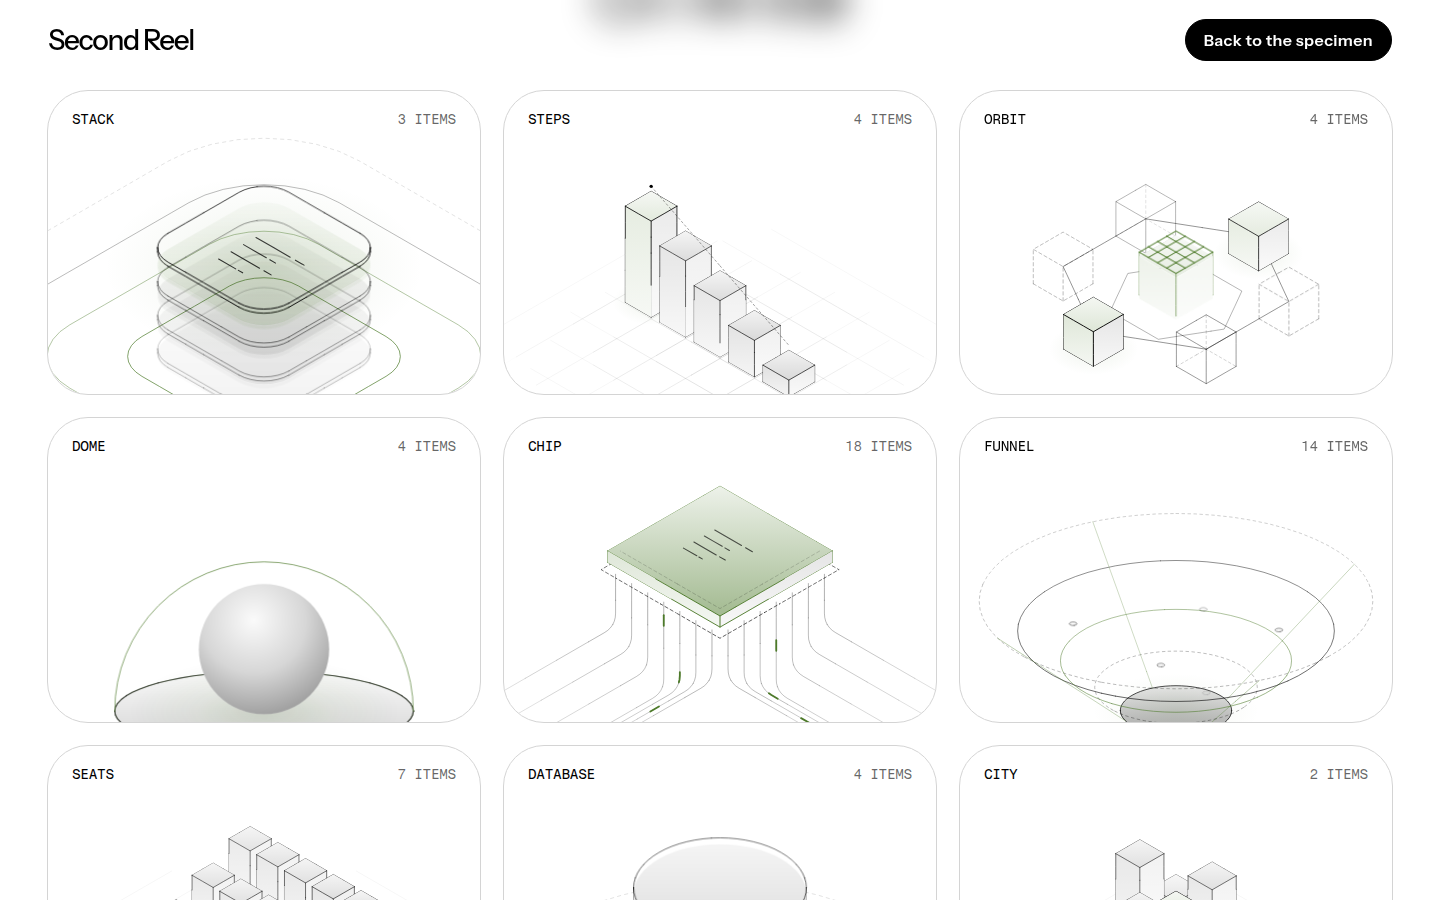 Second Reel
Back to the specimen
STACK
3 ITEMS
STEPS
4 ITEMS
ORBIT
4 ITEMS
DOME
4 ITEMS
CHIP
18 ITEMS
FUNNEL
14 ITEMS
SEATS
7 ITEMS
DATABASE
4 ITEMS
CITY
2 ITEMS